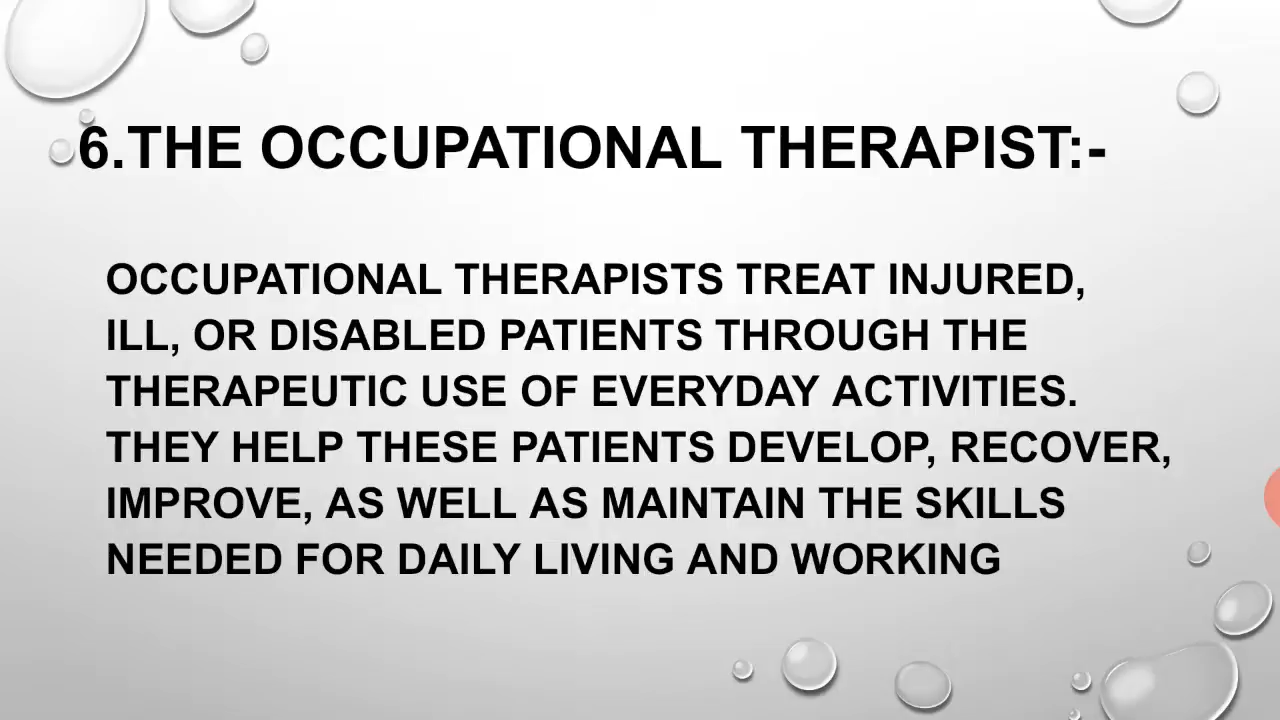 6.THE OCCUPATIONAL THERAPIST:-
OCCUPATIONAL THERAPISTS TREAT INJURED,
ILL, OR DISABLED PATIENTS THROUGH THE
THERAPEUTIC USE OF EVERYDAY ACTIVITIES.
THEY HELP THESE PATIENTS DEVELOP, RECOVER,
IMPROVE, AS WELL AS MAINTAIN THE SKILLS
NEEDED FOR DAILY LIVING AND WORKING